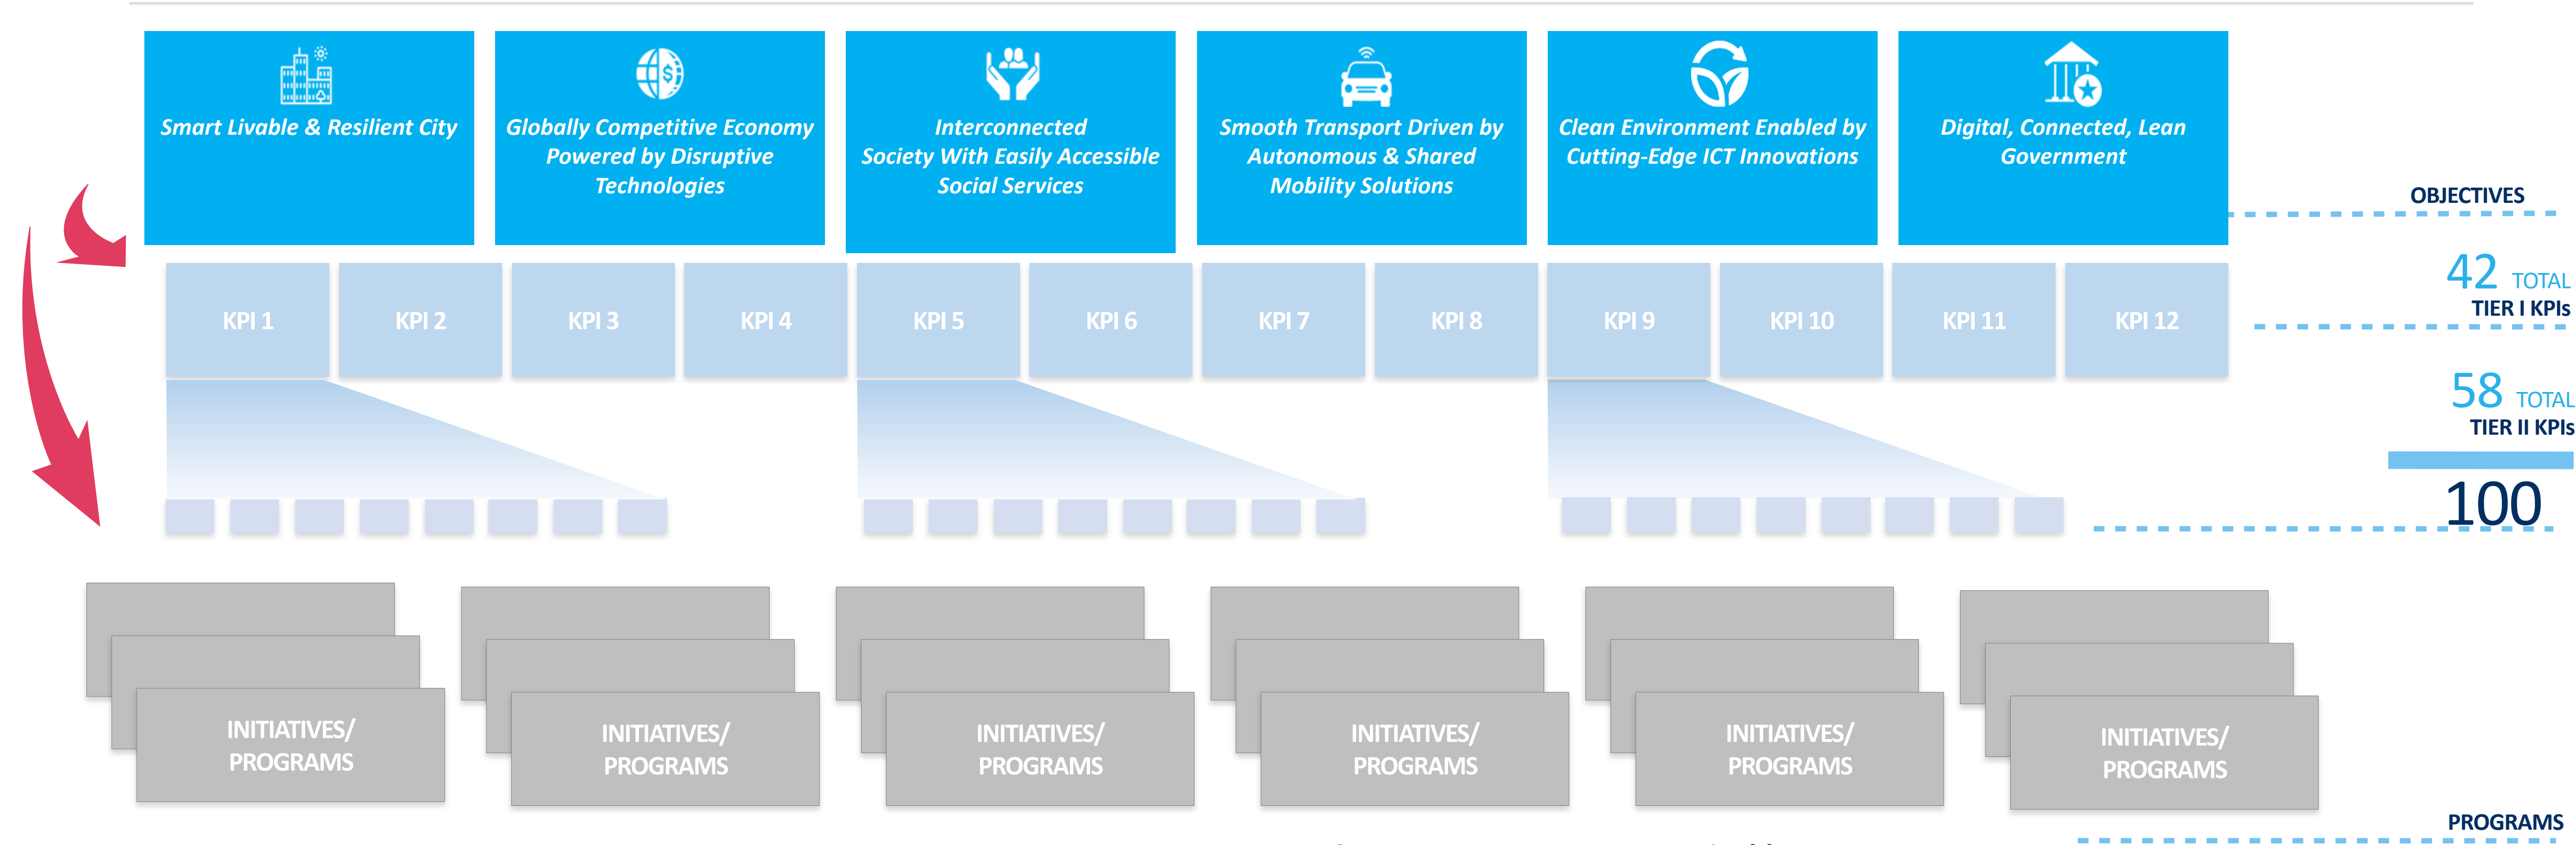 Smart Livable & Resilient City
Globally Competitive Economy
Powered by Disruptive
Technologies
Interconnected
Society With Easily Accessible
Social Services
Smooth Transport Driven by
Autonomous & Shared
Mobility Solutions
Clean Environment Enabled by
Cutting-Edge ICT Innovations
Digital, Connected, Lean
Government
OBJECTIVES
KPI 1
KPI 2
KPI 3
KPI 4
KPI 5
KPI 6
KPI 7
KPI 8
KPI 9
KPI 10
KPI 11
KPI 12
42 TOTAL
TIER I KPIs
58 TOTAL
TIER II KPIs
100
INITIATIVES/
PROGRAMS
INITIATIVES/
PROGRAMS
INITIATIVES/
PROGRAMS
INITIATIVES/
PROGRAMS
INITIATIVES/
PROGRAMS
INITIATIVES/
PROGRAMS
PROGRAMS